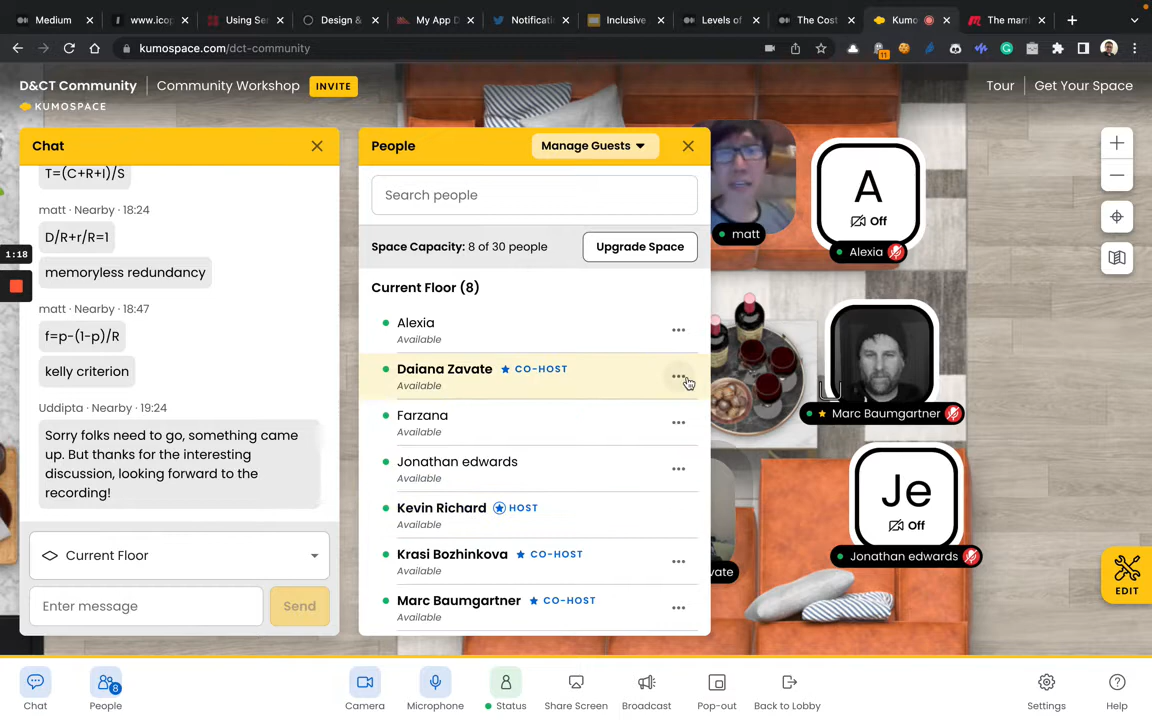 Medium
www.icop
Using Ser
Design &
My App D
Notificati
Inclusive
Levels of
The Cost
Kumo
The marr
kumospace.com/dct-community
11
D&CT Community
Community Workshop
INVITE
KUMOSPACE
Tour
Get Your Space
Chat
T=(C+R+I)/S
matt · Nearby · 18:24
D/R+r/R=1
memoryless redundancy
matt · Nearby · 18:47
f=p-(1-p)/R
kelly criterion
Uddipta · Nearby · 19:24
Sorry folks need to go, something came
up. But thanks for the interesting
discussion, looking forward to the
recording!
Current Floor
Enter message
Send
1:18
People
Manage Guests
Search people
Space Capacity: 8 of 30 people
Upgrade Space
Current Floor (8)
Alexia
Available
Daiana Zavate
CO-HOST
Available
Farzana
Available
Jonathan edwards
Available
Kevin Richard
HOST
Available
Krasi Bozhinkova
CO-HOST
Available
Marc Baumgartner
CO-HOST
Available
matt
A
Off
Alexia
Marc Baumgartner
Je
Off
Jonathan edwards
vate
EDIT
Chat
8
People
Camera
Microphone
Status
Share Screen
Broadcast
Pop-out
Back to Lobby
Settings
Help